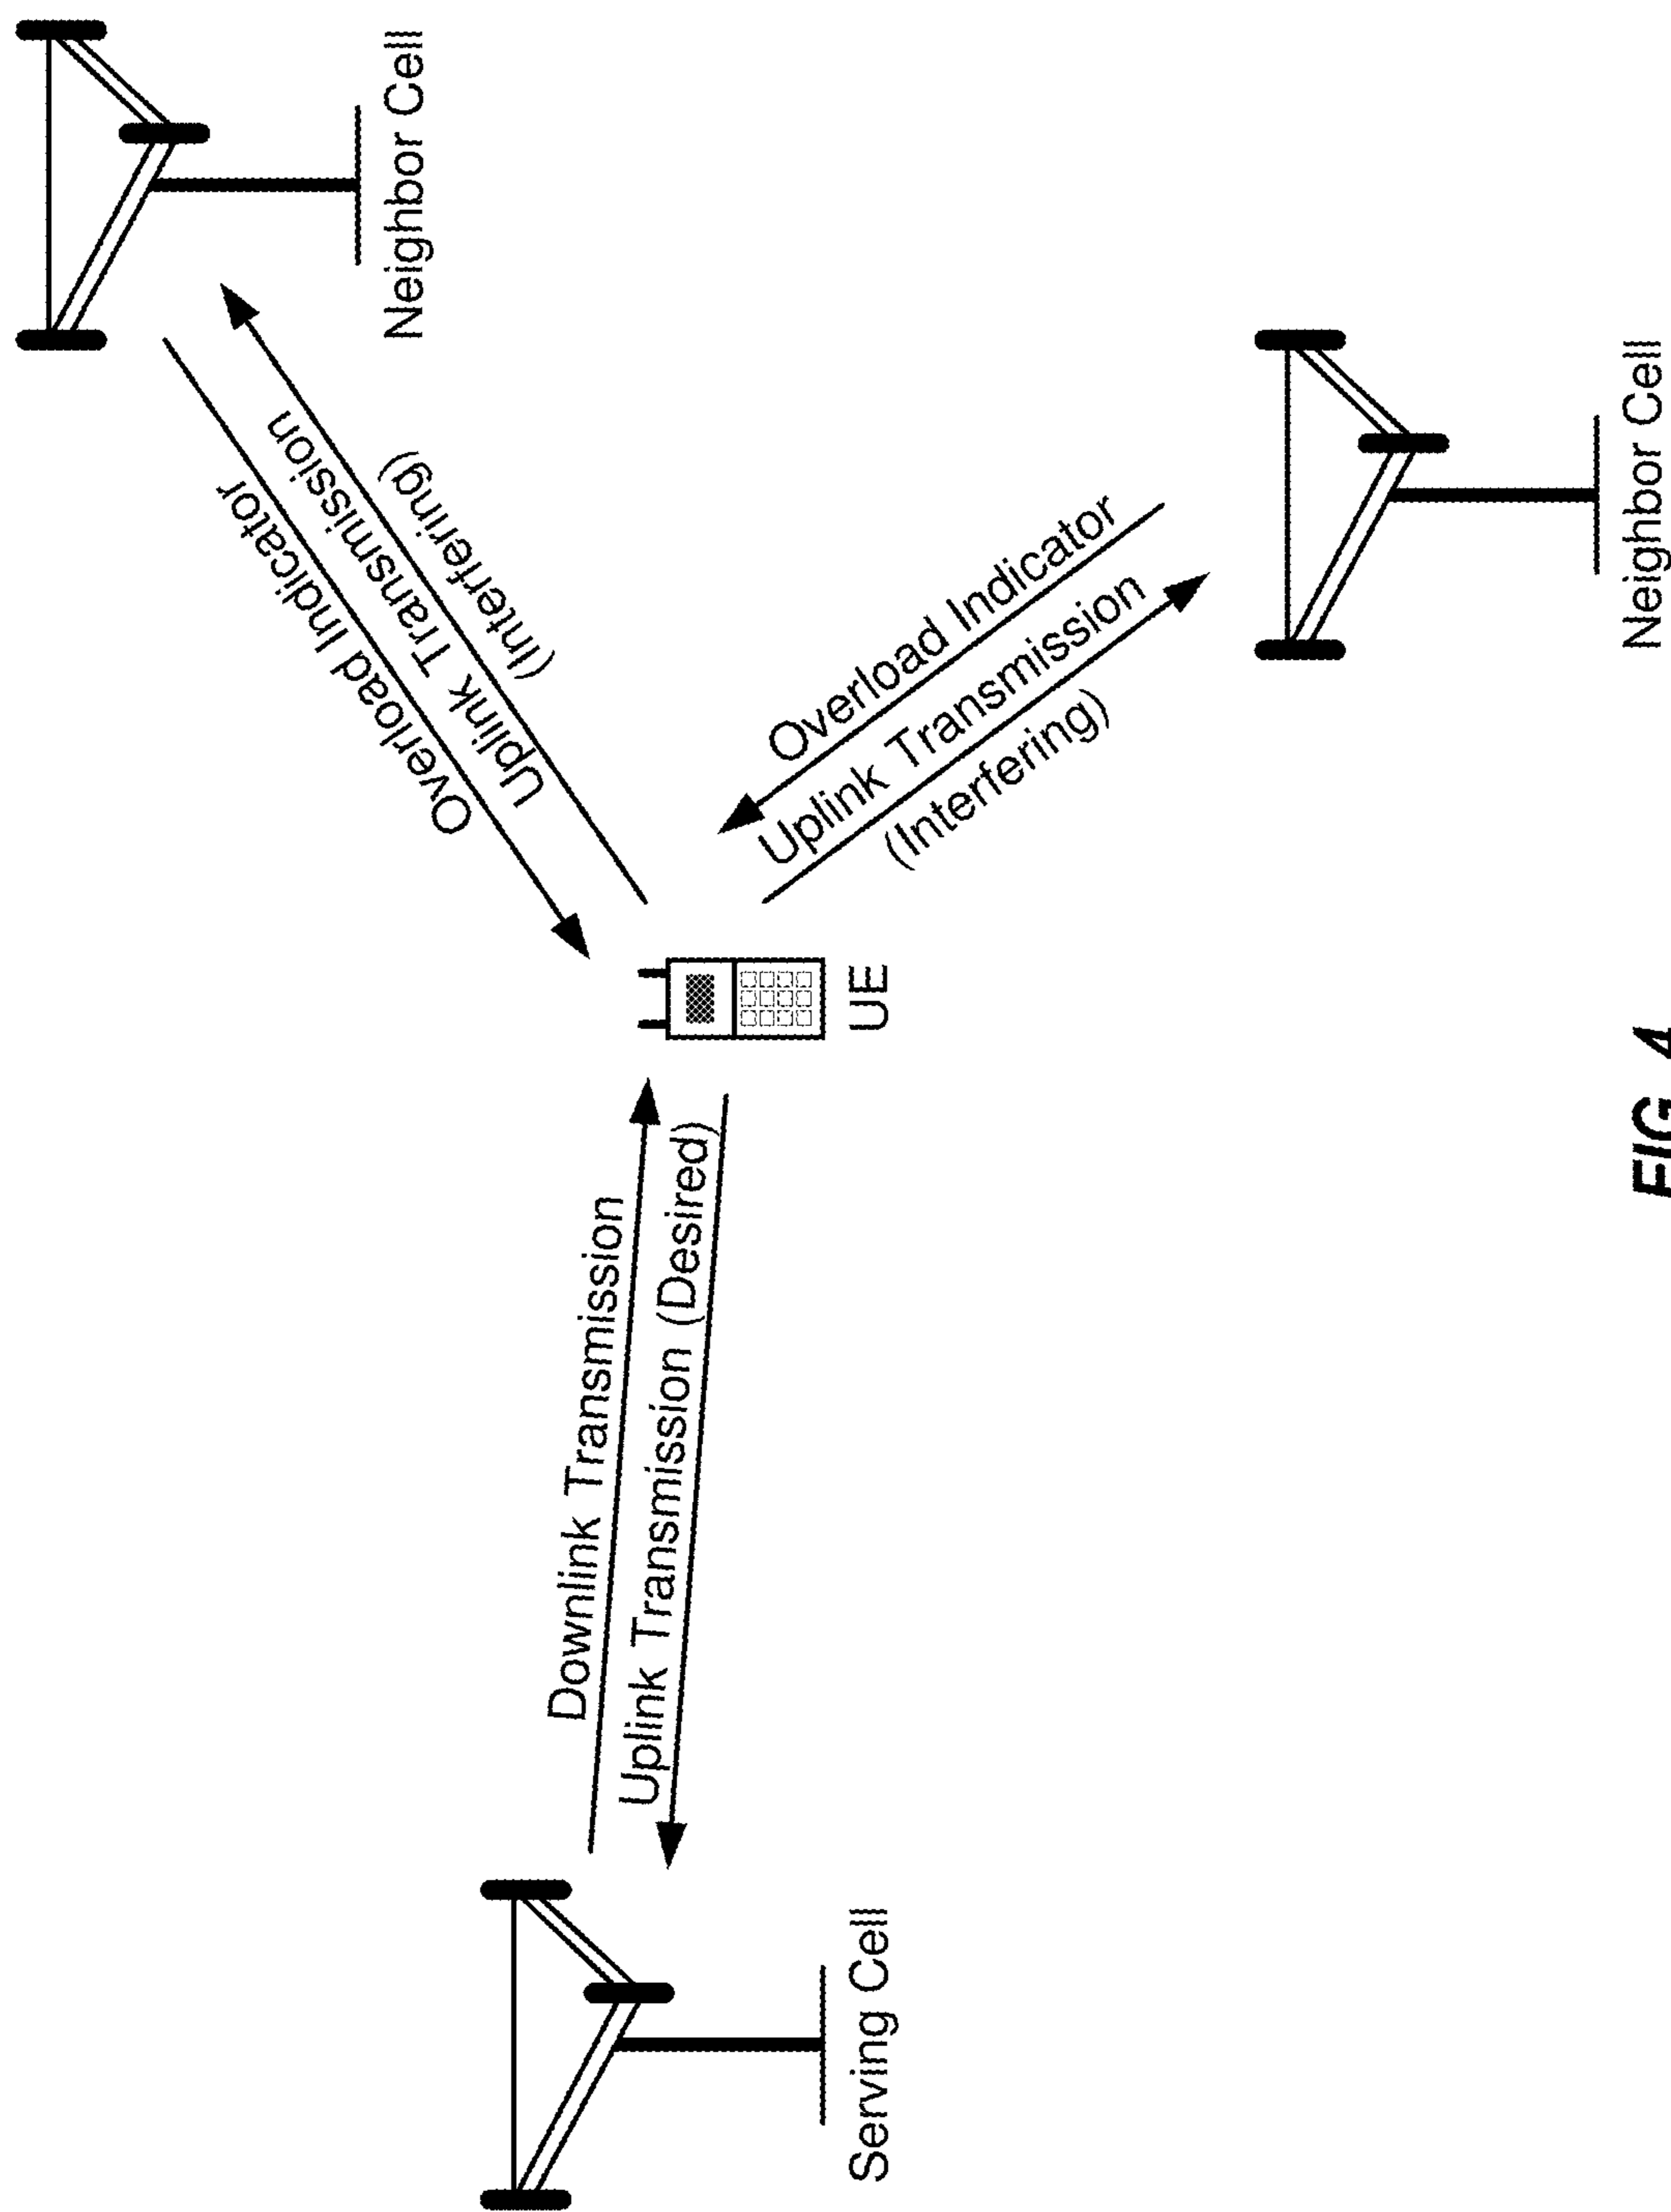 Neighbor Cell
Overload Indicator
Uplink Transmission
(Interfering)
Downlink Transmission
Uplink Transmission (Desired)
Serving Cell
UE
Overload Indicator
Uplink Transmission
(Interfering)
Neighbor Cell
FIG. 4